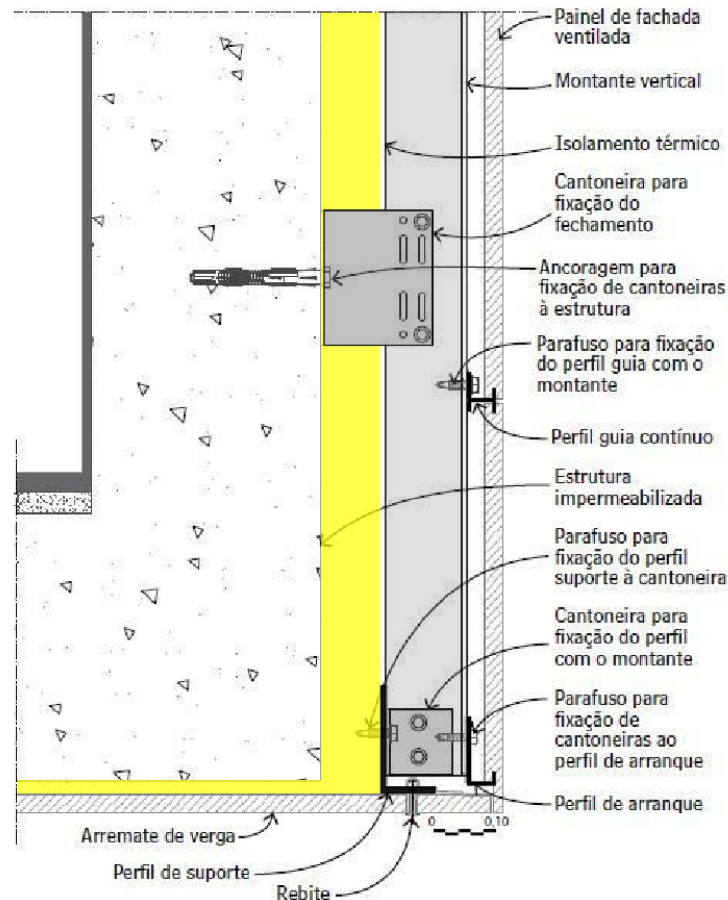 Painel de fachada
ventilada
Montante vertical
Isolamento térmico
Cantoneira para
fixação do
fechamento
Ancoragem para
fixação de cantoneiras
à estrutura
Parafuso para fixação
do perfil guia com o
montante
Perfil guia contínuo
Estrutura
impermeabilizada
Parafuso para
fixação do perfil
suporte à cantoneira
Cantoneira para
fixação do perfil
com o montante
Parafuso para
fixação de
cantoneiras ao
perfil de arranque
Perfil de arranque
0 0,10
Arremate de verga
Perfil de suporte
Rebite